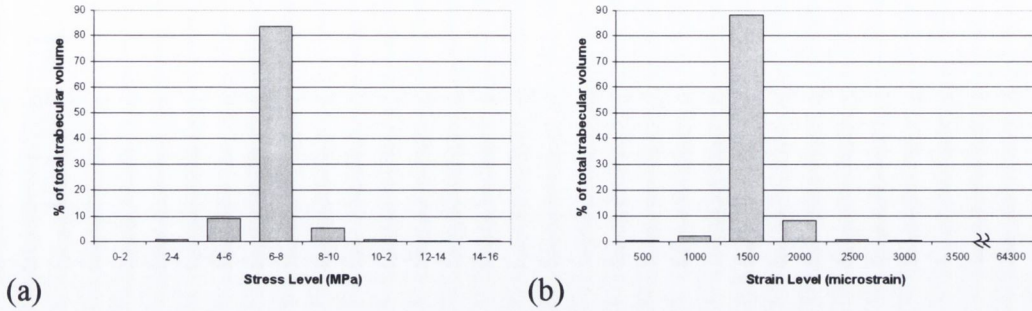 % of total trabecular volume
90
80
70
60
50
40
30
20
10
0
0-2 2-4 4-6 6-8 8-10 10-2 12-14 14-16
Stress Level (MPa)
(a)
% of total trabecular volume
90
80
70
60
50
40
30
20
10
0
500 1000 1500 2000 2500 3000 3500 64300
Strain Level (microstrain)
(b)